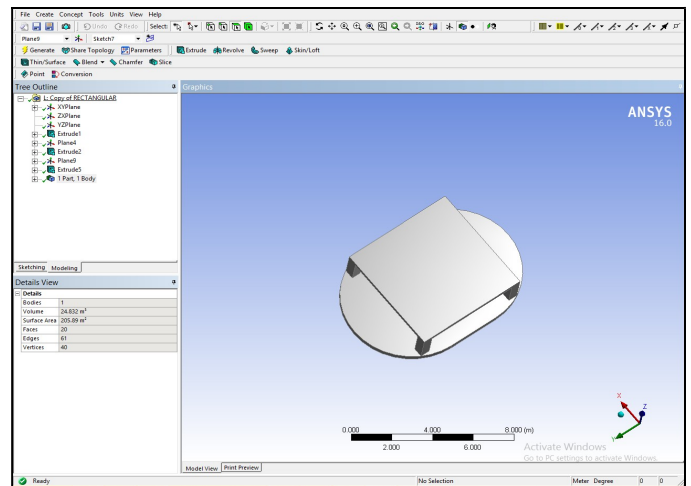 File Create Concept Tools Units View Help
Undo Redo Select:
Plane9 Sketch7
Generate Share Topology Parameters Extrude Revolve Sweep Skin/Loft
Thin/Surface Blend Chamfer Slice
Point Conversion
Tree Outline
L: Copy of RECTANGULAR
XYPlane
ZXPlane
YZPlane
Extrude1
Plane4
Extrude2
Plane9
Extrude5
1 Part, 1 Body
Sketching Modeling
Details View
Details
Bodies 1
Volume 24.832 m³
Surface Area 205.89 m²
Faces 20
Edges 61
Vertices 40
Graphics
ANSYS
16.0
X
Z
Y
0.000 4.000 8.000 (m)
2.000 6.000
Activate Windows
Go to PC settings to activate Windows.
Model View Print Preview
Ready No Selection Meter Degree 0 0